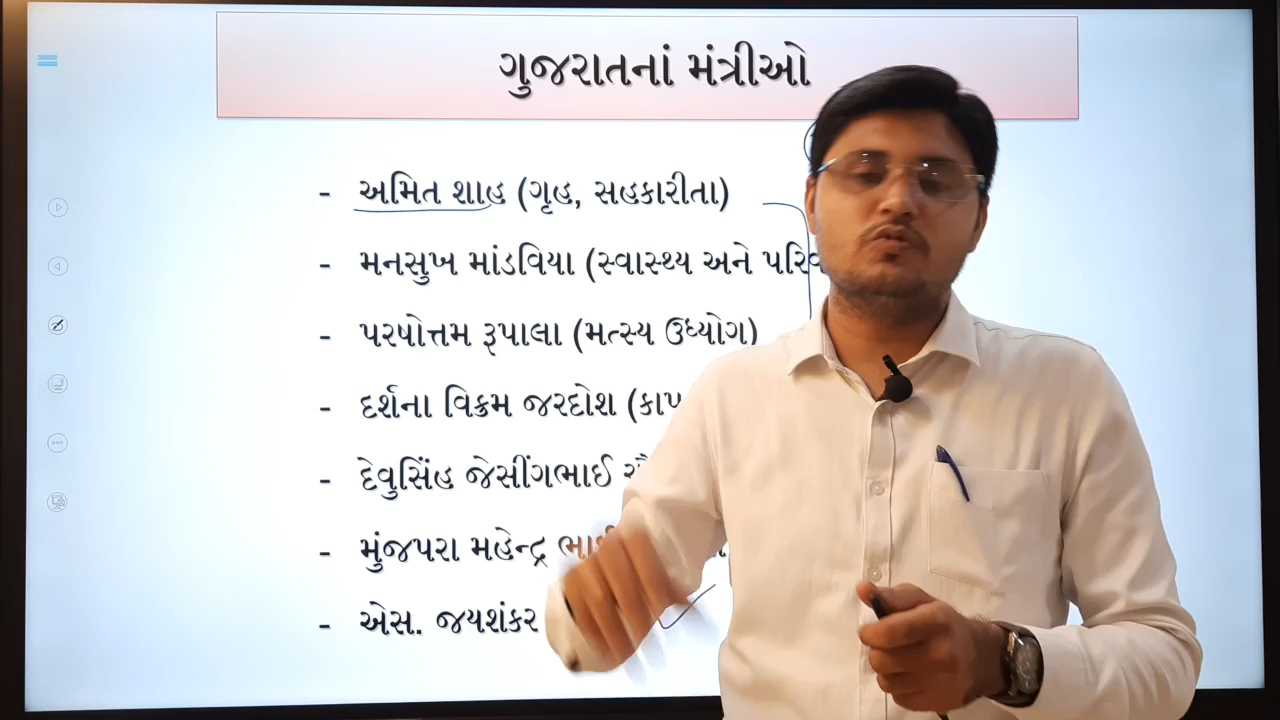 ગુજરાતનાં મંત્રીઓ
- અમિત શાહ (ગૃહ, સહકારીતા)
- મનસુખ માંડવિયા (સ્વાસ્થ્ય અને
- પરષોત્તમ રૂપાલા (મત્સ્ય ઉધ્યોગ)
- દર્શના વિક્રમ જરદોશ
- દેવુસિંહ જેસીંગભાઈ
- મુંજપરા મહેન્દ્ર
- એસ. જયશંકર